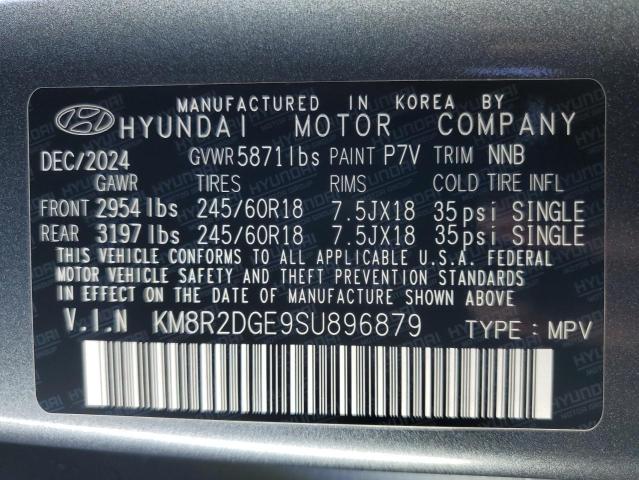 MANUFACTURED IN KOREA BY
HYUNDAI MOTOR COMPANY
DEC/2024 GVWR 5871lbs PAINT P7V TRIM NNB
GAWR TIRES RIMS COLD TIRE INFL
FRONT 2954 lbs 245/60R18 7.5JX18 35psi SINGLE
REAR 3197 lbs 245/60R18 7.5JX18 35psi SINGLE
THIS VEHICLE CONFORMS TO ALL APPLICABLE U.S.A. FEDERAL
MOTOR VEHICLE SAFETY AND THEFT PREVENTION STANDARDS
IN EFFECT ON THE DATE OF MANUFACTURE SHOWN ABOVE.
V.I.N KM8R2DGE9SU896879 TYPE : MPV